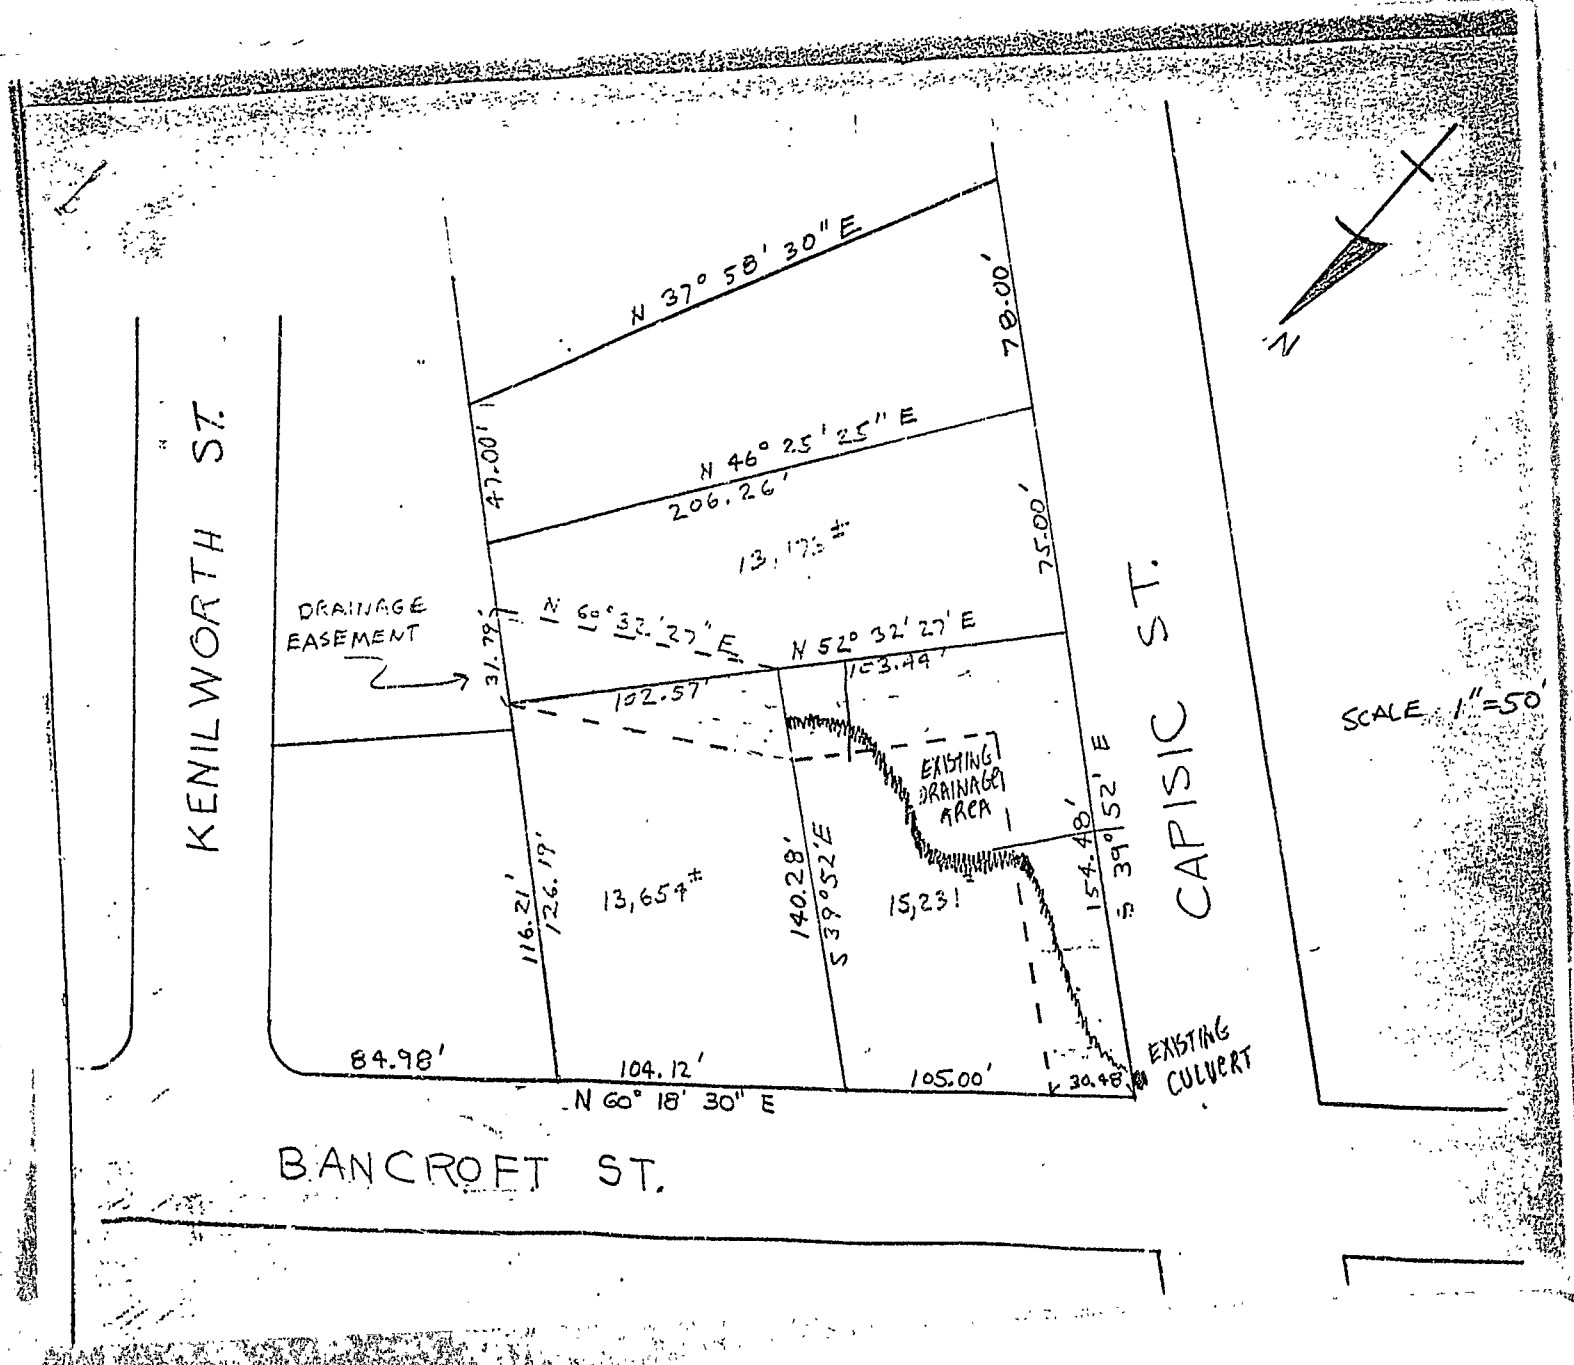 N 37° 58' 30" E
78.00'
N
47.00'
N 46° 25' 25" E
206.26'
75.00'
13,173±
KENILWORTH ST.
DRAINAGE
EASEMENT
31.79'
N 60° 32' 27" E
N 52° 32' 27' E
153.49'
102.57'
CAPISIC ST.
SCALE 1"=50'
EXISTING
DRAINAGE
AREA
116.21'
126.19'
13,654±
140.28'
S 39° 52' E
15,231
154.48'
S 39° 52' E
84.98'
104.12'
105.00'
30.48'
EXISTING
CULVERT
N 60° 18' 30" E
BANCROFT ST.